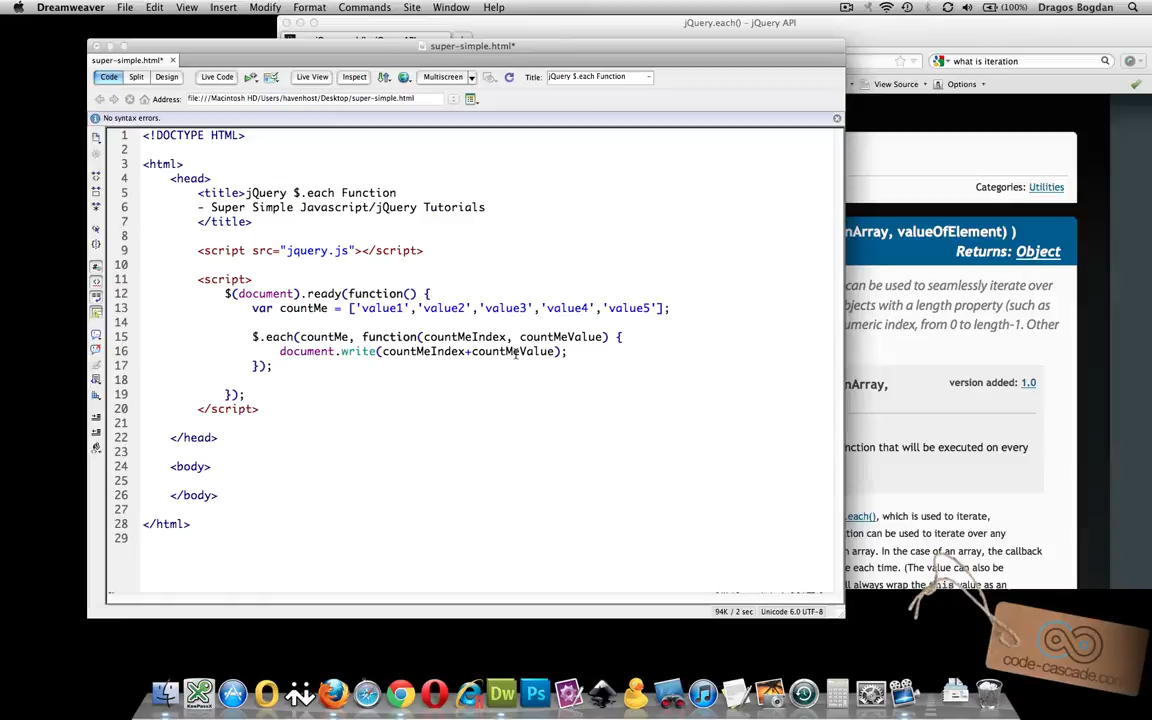 Dreamweaver File Edit View Insert Modify Format Commands Site Window Help (100%) Dragos Bogdan
jQuery.each() - jQuery API
super-simple.html*
super-simple.html*
what is iteration
Code Split Design Live Code Live View Inspect Multiscreen Title: jQuery $.each Function
View Source Options
Address: file:///Macintosh HD/Users/havenhost/Desktop/super-simple.html
No syntax errors.
1 <!DOCTYPE HTML>
2
3 <html>
4 <head>
5 <title>jQuery $.each Function
6 - Super Simple Javascript/jQuery Tutorials
7 </title>
8
9 <script src="jquery.js"></script>
10
11 <script>
12 $(document).ready(function() {
13 var countMe = ['value1','value2','value3','value4','value5'];
14
15 $.each(countMe, function(countMeIndex, countMeValue) {
16 document.write(countMeIndex+countMeValue);
17 });
18
19 });
20 </script>
21
22 </head>
23
24 <body>
25
26 </body>
27
28 </html>
29
94K / 2 sec Unicode 6.0 UTF-8
Categories: Utilities
nArray, valueOfElement) )
Returns: Object
can be used to seamlessly iterate over
bjects with a length property (such as
umeric index, from 0 to length-1. Other
nArray, version added: 1.0
nction that will be executed on every
.each(), which is used to iterate,
tion can be used to iterate over any
n array. In the case of an array, the callback
e each time. (The value can also be
ll always wrap the this value as an
code-cascade.com
Dw Ps